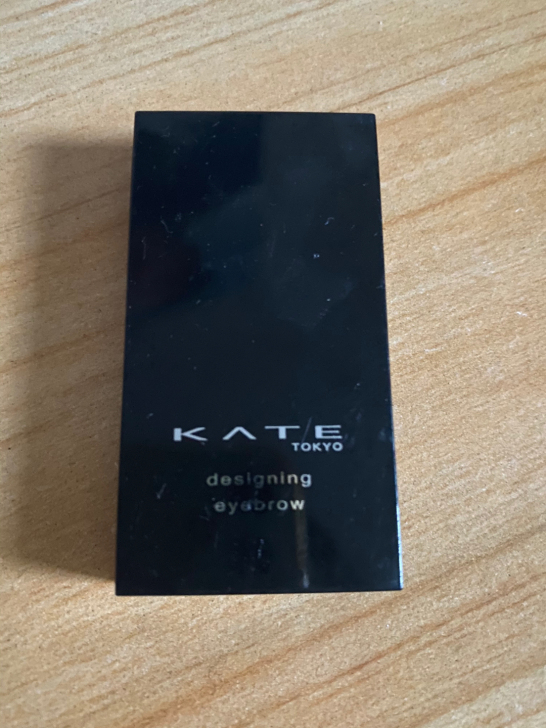 KATE
TOKYO
designing
eyebrow